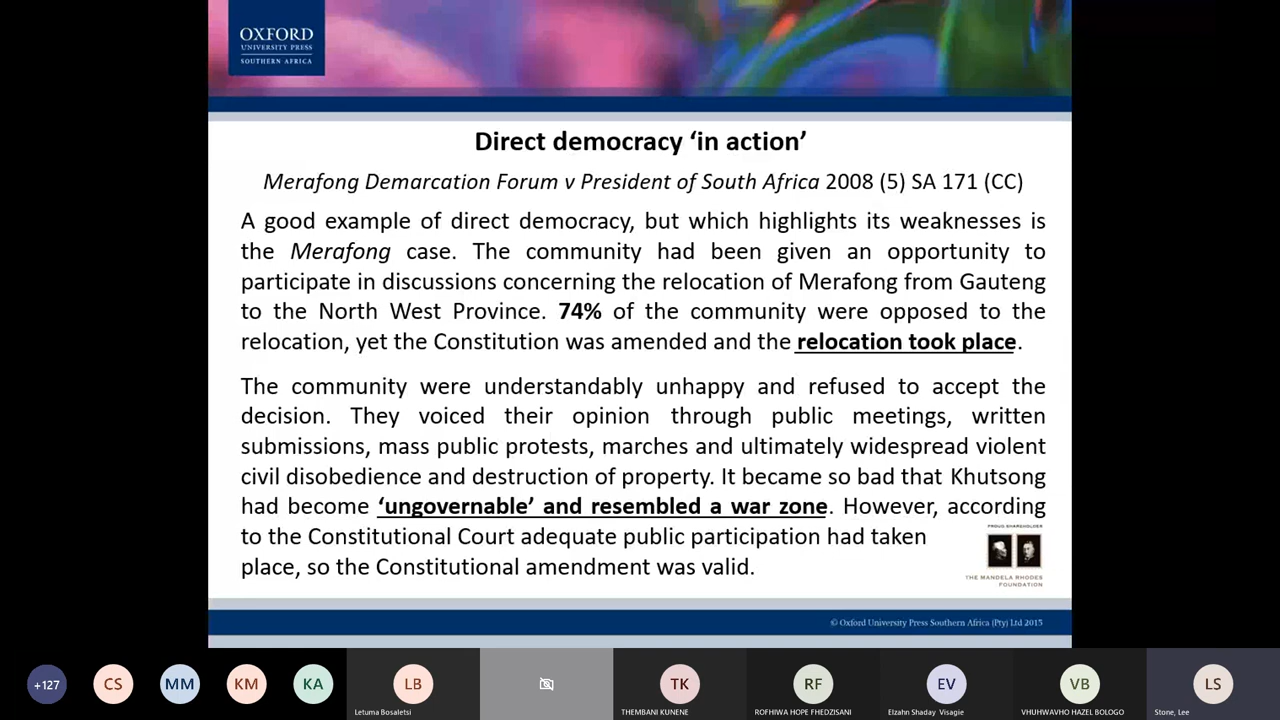 OXFORD
UNIVERSITY PRESS
SOUTHERN AFRICA
Direct democracy ‘in action’
Merafong Demarcation Forum v President of South Africa 2008 (5) SA 171 (CC)
A good example of direct democracy, but which highlights its weaknesses is
the Merafong case. The community had been given an opportunity to
participate in discussions concerning the relocation of Merafong from Gauteng
to the North West Province. 74% of the community were opposed to the
relocation, yet the Constitution was amended and the relocation took place.
The community were understandably unhappy and refused to accept the
decision. They voiced their opinion through public meetings, written
submissions, mass public protests, marches and ultimately widespread violent
civil disobedience and destruction of property. It became so bad that Khutsong
had become ‘ungovernable’ and resembled a war zone. However, according
to the Constitutional Court adequate public participation had taken
place, so the Constitutional amendment was valid.
PROUD SHAREHOLDER
THE MANDELA RHODES
FOUNDATION
© Oxford University Press Southern Africa (Pty) Ltd 2015
+127
CS
MM
KM
KA
LB
TK
RF
EV
VB
LS
Letuma Bosaletsi
THEMBANI KUNENE
ROFHIWA HOPE FHEDZISANI
Elzahn Shaday Visagie
VHUHWAVHO HAZEL BOLOGO
Stone, Lee